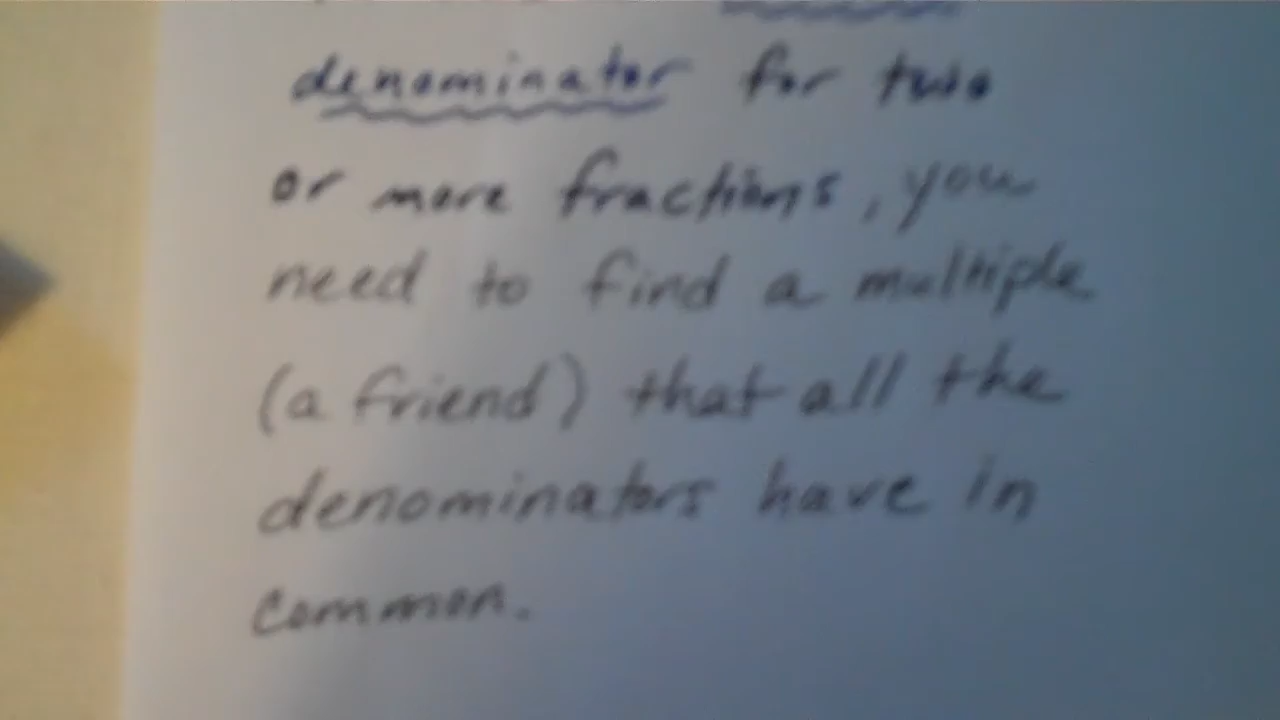 denominator for two
or more fractions, you
need to find a multiple
(a friend) that all the
denominators have in
common.